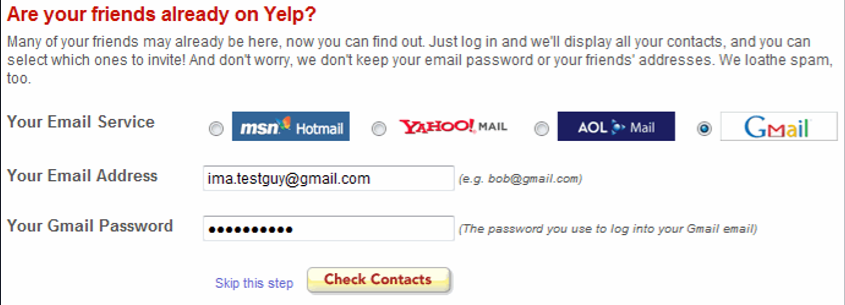 Are your friends already on Yelp?
Many of your friends may already be here, now you can find out. Just log in and we'll display all your contacts, and you can
select which ones to invite! And don't worry, we don't keep your email password or your friends' addresses. We loathe spam,
too.
Your Email Service msn Hotmail YAHOO! MAIL AOL Mail Gmail
Your Email Address ima.testguy@gmail.com (e.g. bob@gmail.com)
Your Gmail Password ●●●●●●●●●● (The password you use to log into your Gmail email)
Skip this step Check Contacts